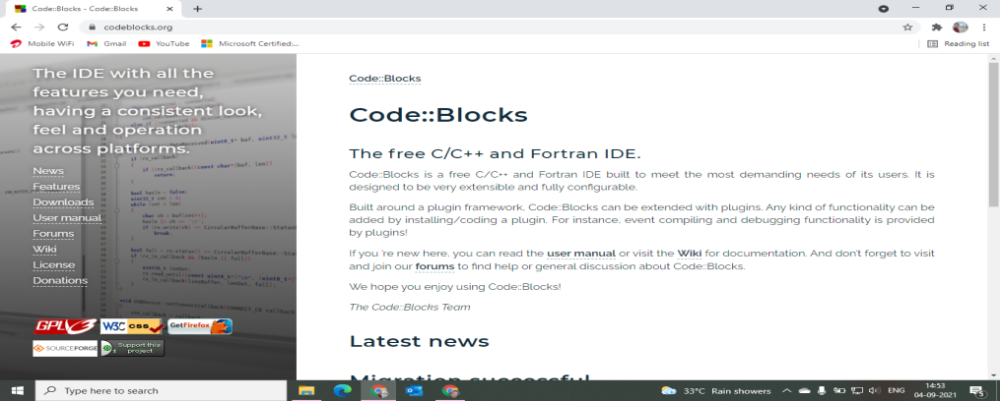 Code::Blocks - Code::Blocks
codeblocks.org
Mobile WiFi
Gmail
YouTube
Microsoft Certified:...
Reading list
The IDE with all the
features you need,
having a consistent look,
feel and operation
across platforms.
News
Features
Downloads
User manual
Forums
Wiki
License
Donations
GPLv3
W3C css
GetFirefox
SOURCEFORGE
Support this
project
Code::Blocks
Code::Blocks
The free C/C++ and Fortran IDE.
Code::Blocks is a free C/C++ and Fortran IDE built to meet the most demanding needs of its users. It is
designed to be very extensible and fully configurable.
Built around a plugin framework, Code::Blocks can be extended with plugins. Any kind of functionality can be
added by installing/coding a plugin. For instance, event compiling and debugging functionality is provided
by plugins!
If you 're new here, you can read the user manual or visit the Wiki for documentation. And don't forget to visit
and join our forums to find help or general discussion about Code::Blocks.
We hope you enjoy using Code::Blocks!
The Code::Blocks Team
Latest news
Migration successful
Type here to search
33°C Rain showers
ENG
14:53
04-09-2021
5